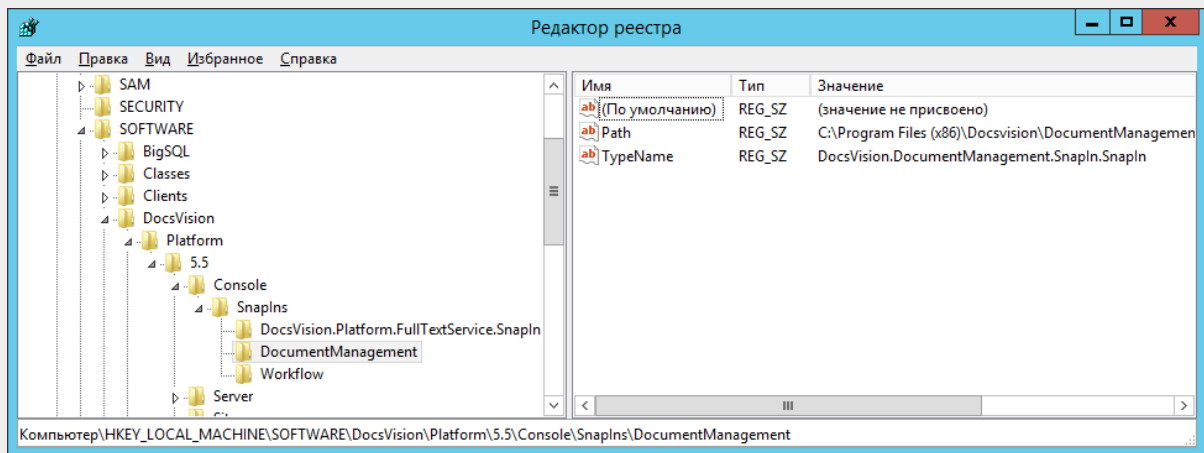 Редактор реестра
Файл Правка Вид Избранное Справка
SAM
SECURITY
SOFTWARE
BigSQL
Classes
Clients
DocsVision
Platform
5.5
Console
SnapIns
DocsVision.Platform.FullTextService.SnapIn
DocumentManagement
Workflow
Server
Имя Тип Значение
(По умолчанию) REG_SZ (значение не присвоено)
Path REG_SZ C:\Program Files (x86)\Docsvision\DocumentManagemen
TypeName REG_SZ DocsVision.DocumentManagement.SnapIn.SnapIn
Компьютер\HKEY_LOCAL_MACHINE\SOFTWARE\DocsVision\Platform\5.5\Console\SnapIns\DocumentManagement